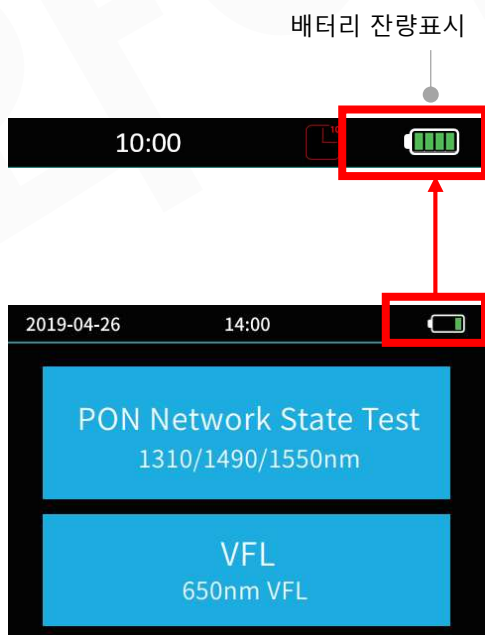 배터리 잔량표시
10:00
2019-04-26 14:00
PON Network State Test
1310/1490/1550nm
VFL
650nm VFL